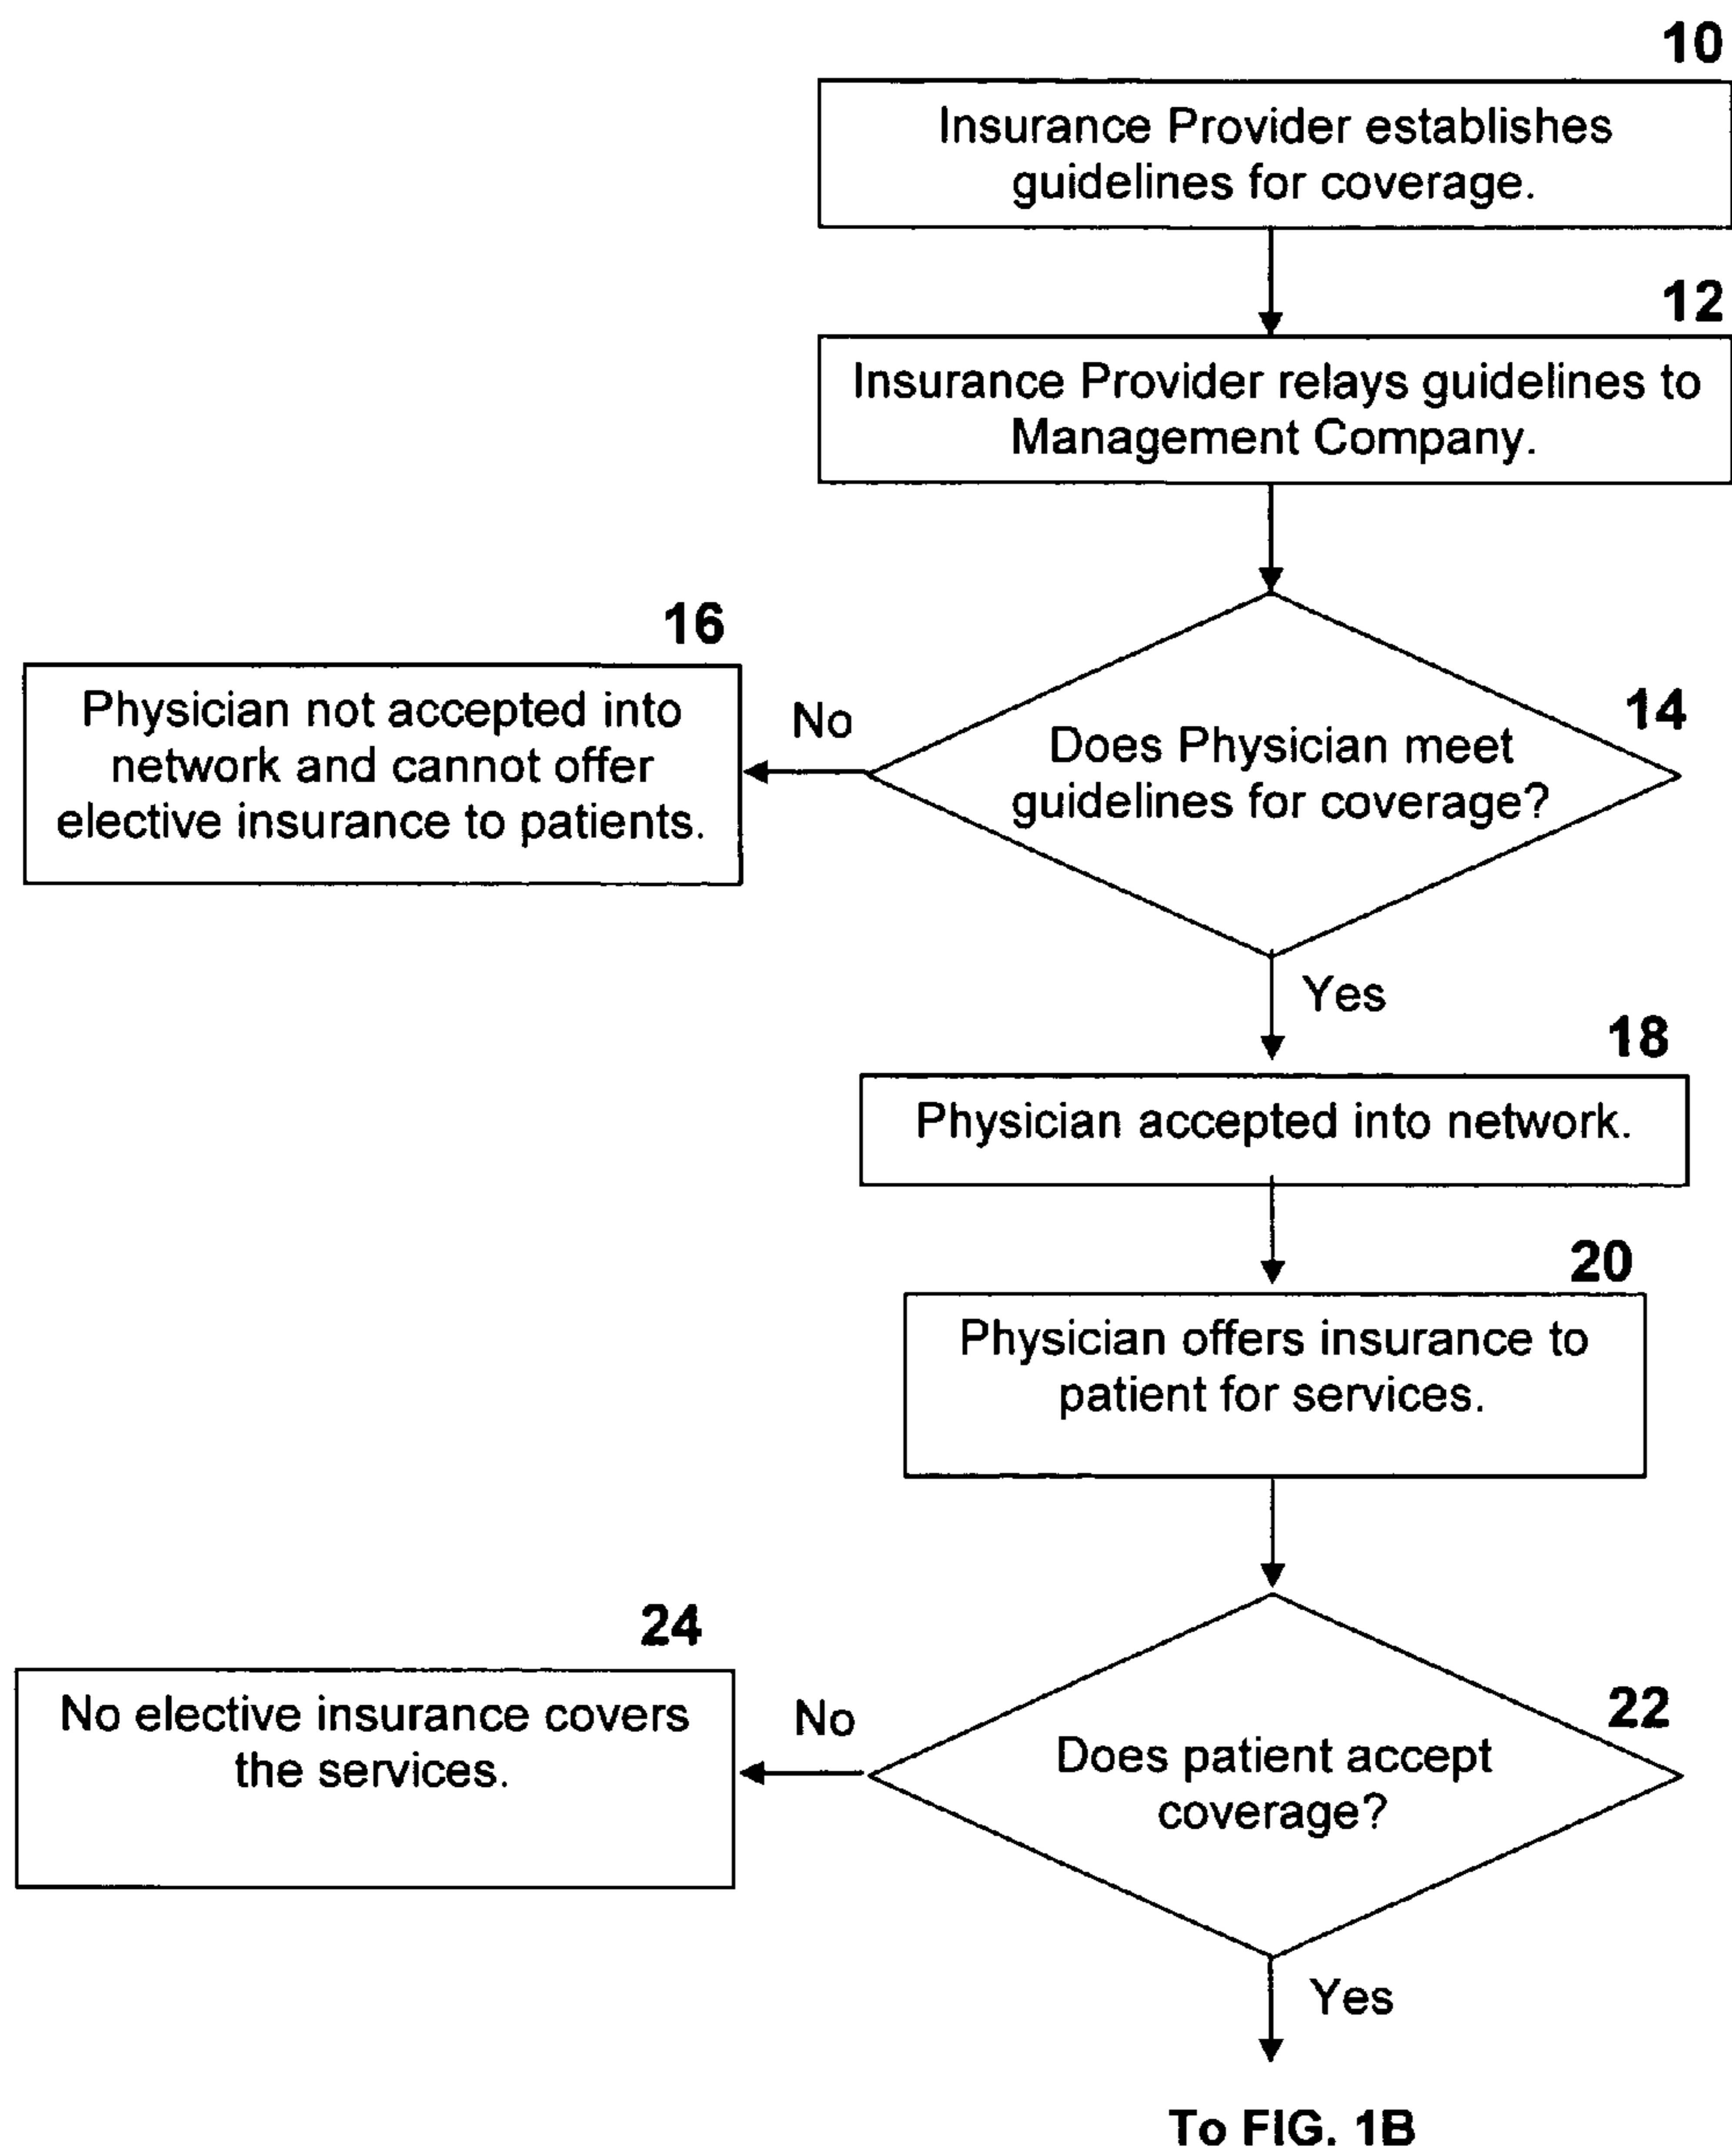 10
Insurance Provider establishes
guidelines for coverage.
12
Insurance Provider relays guidelines to
Management Company.
14
Does Physician meet
guidelines for coverage?
No
16
Physician not accepted into
network and cannot offer
elective insurance to patients.
Yes
18
Physician accepted into network.
20
Physician offers insurance to
patient for services.
22
Does patient accept
coverage?
No
24
No elective insurance covers
the services.
Yes
To FIG. 1B